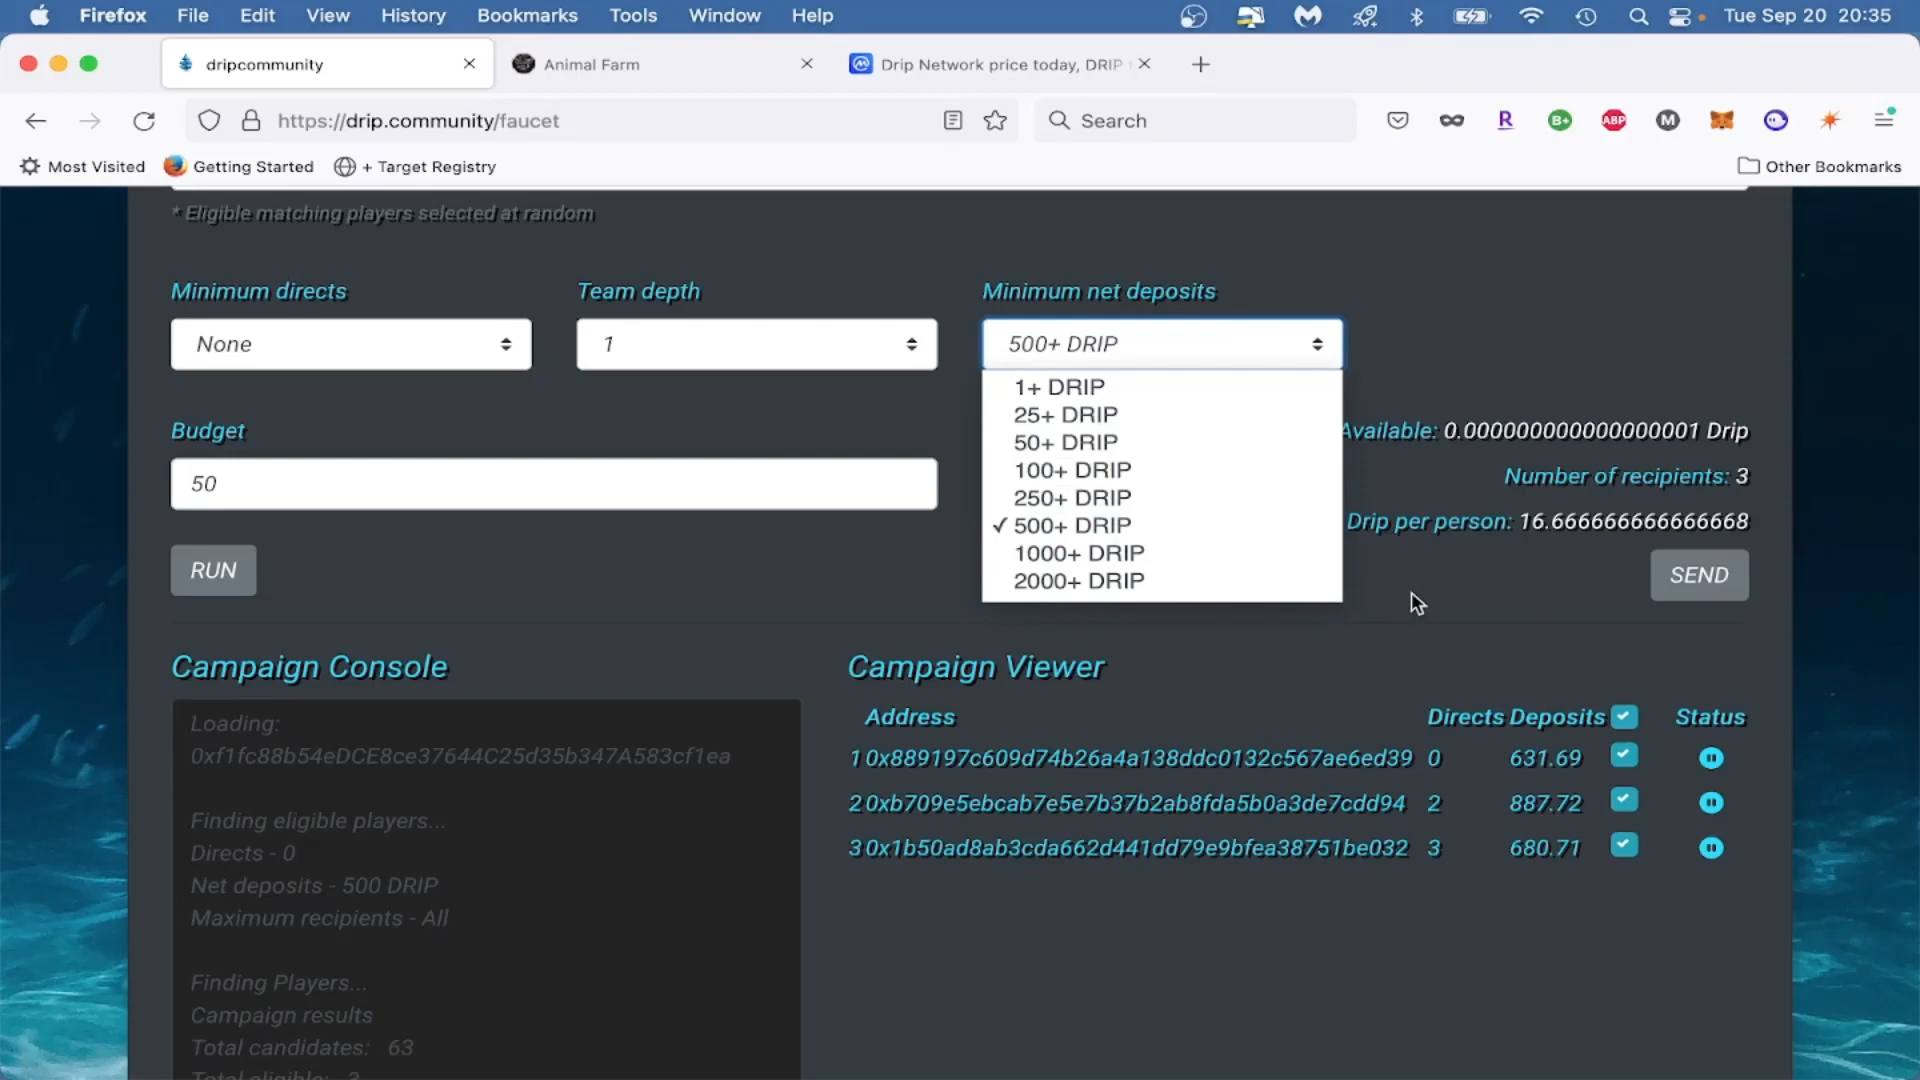 Firefox File Edit View History Bookmarks Tools Window Help Tue Sep 20 20:35
dripcommunity Animal Farm Drip Network price today, DRIP
https://drip.community/faucet Search
Most Visited Getting Started + Target Registry Other Bookmarks
* Eligible matching players selected at random
Minimum directs Team depth Minimum net deposits
None 1 500+ DRIP
1+ DRIP
25+ DRIP
50+ DRIP
100+ DRIP
250+ DRIP
✓ 500+ DRIP
1000+ DRIP
2000+ DRIP
Budget
50
Available: 0.000000000000000001 Drip
Number of recipients: 3
Drip per person: 16.666666666666668
RUN SEND
Campaign Console
Loading:
0xf1fc88b54eDCE8ce37644C25d35b347A583cf1ea
Finding eligible players...
Directs - 0
Net deposits - 500 DRIP
Maximum recipients - All
Finding Players...
Campaign results
Total candidates: 63
Total eligible: 3
Campaign Viewer
Address Directs Deposits Status
1 0x889197c609d74b26a4a138ddc0132c567ae6ed39 0 631.69
2 0xb709e5ebcab7e5e7b37b2ab8fda5b0a3de7cdd94 2 887.72
3 0x1b50ad8ab3cda662d441dd79e9bfea38751be032 3 680.71